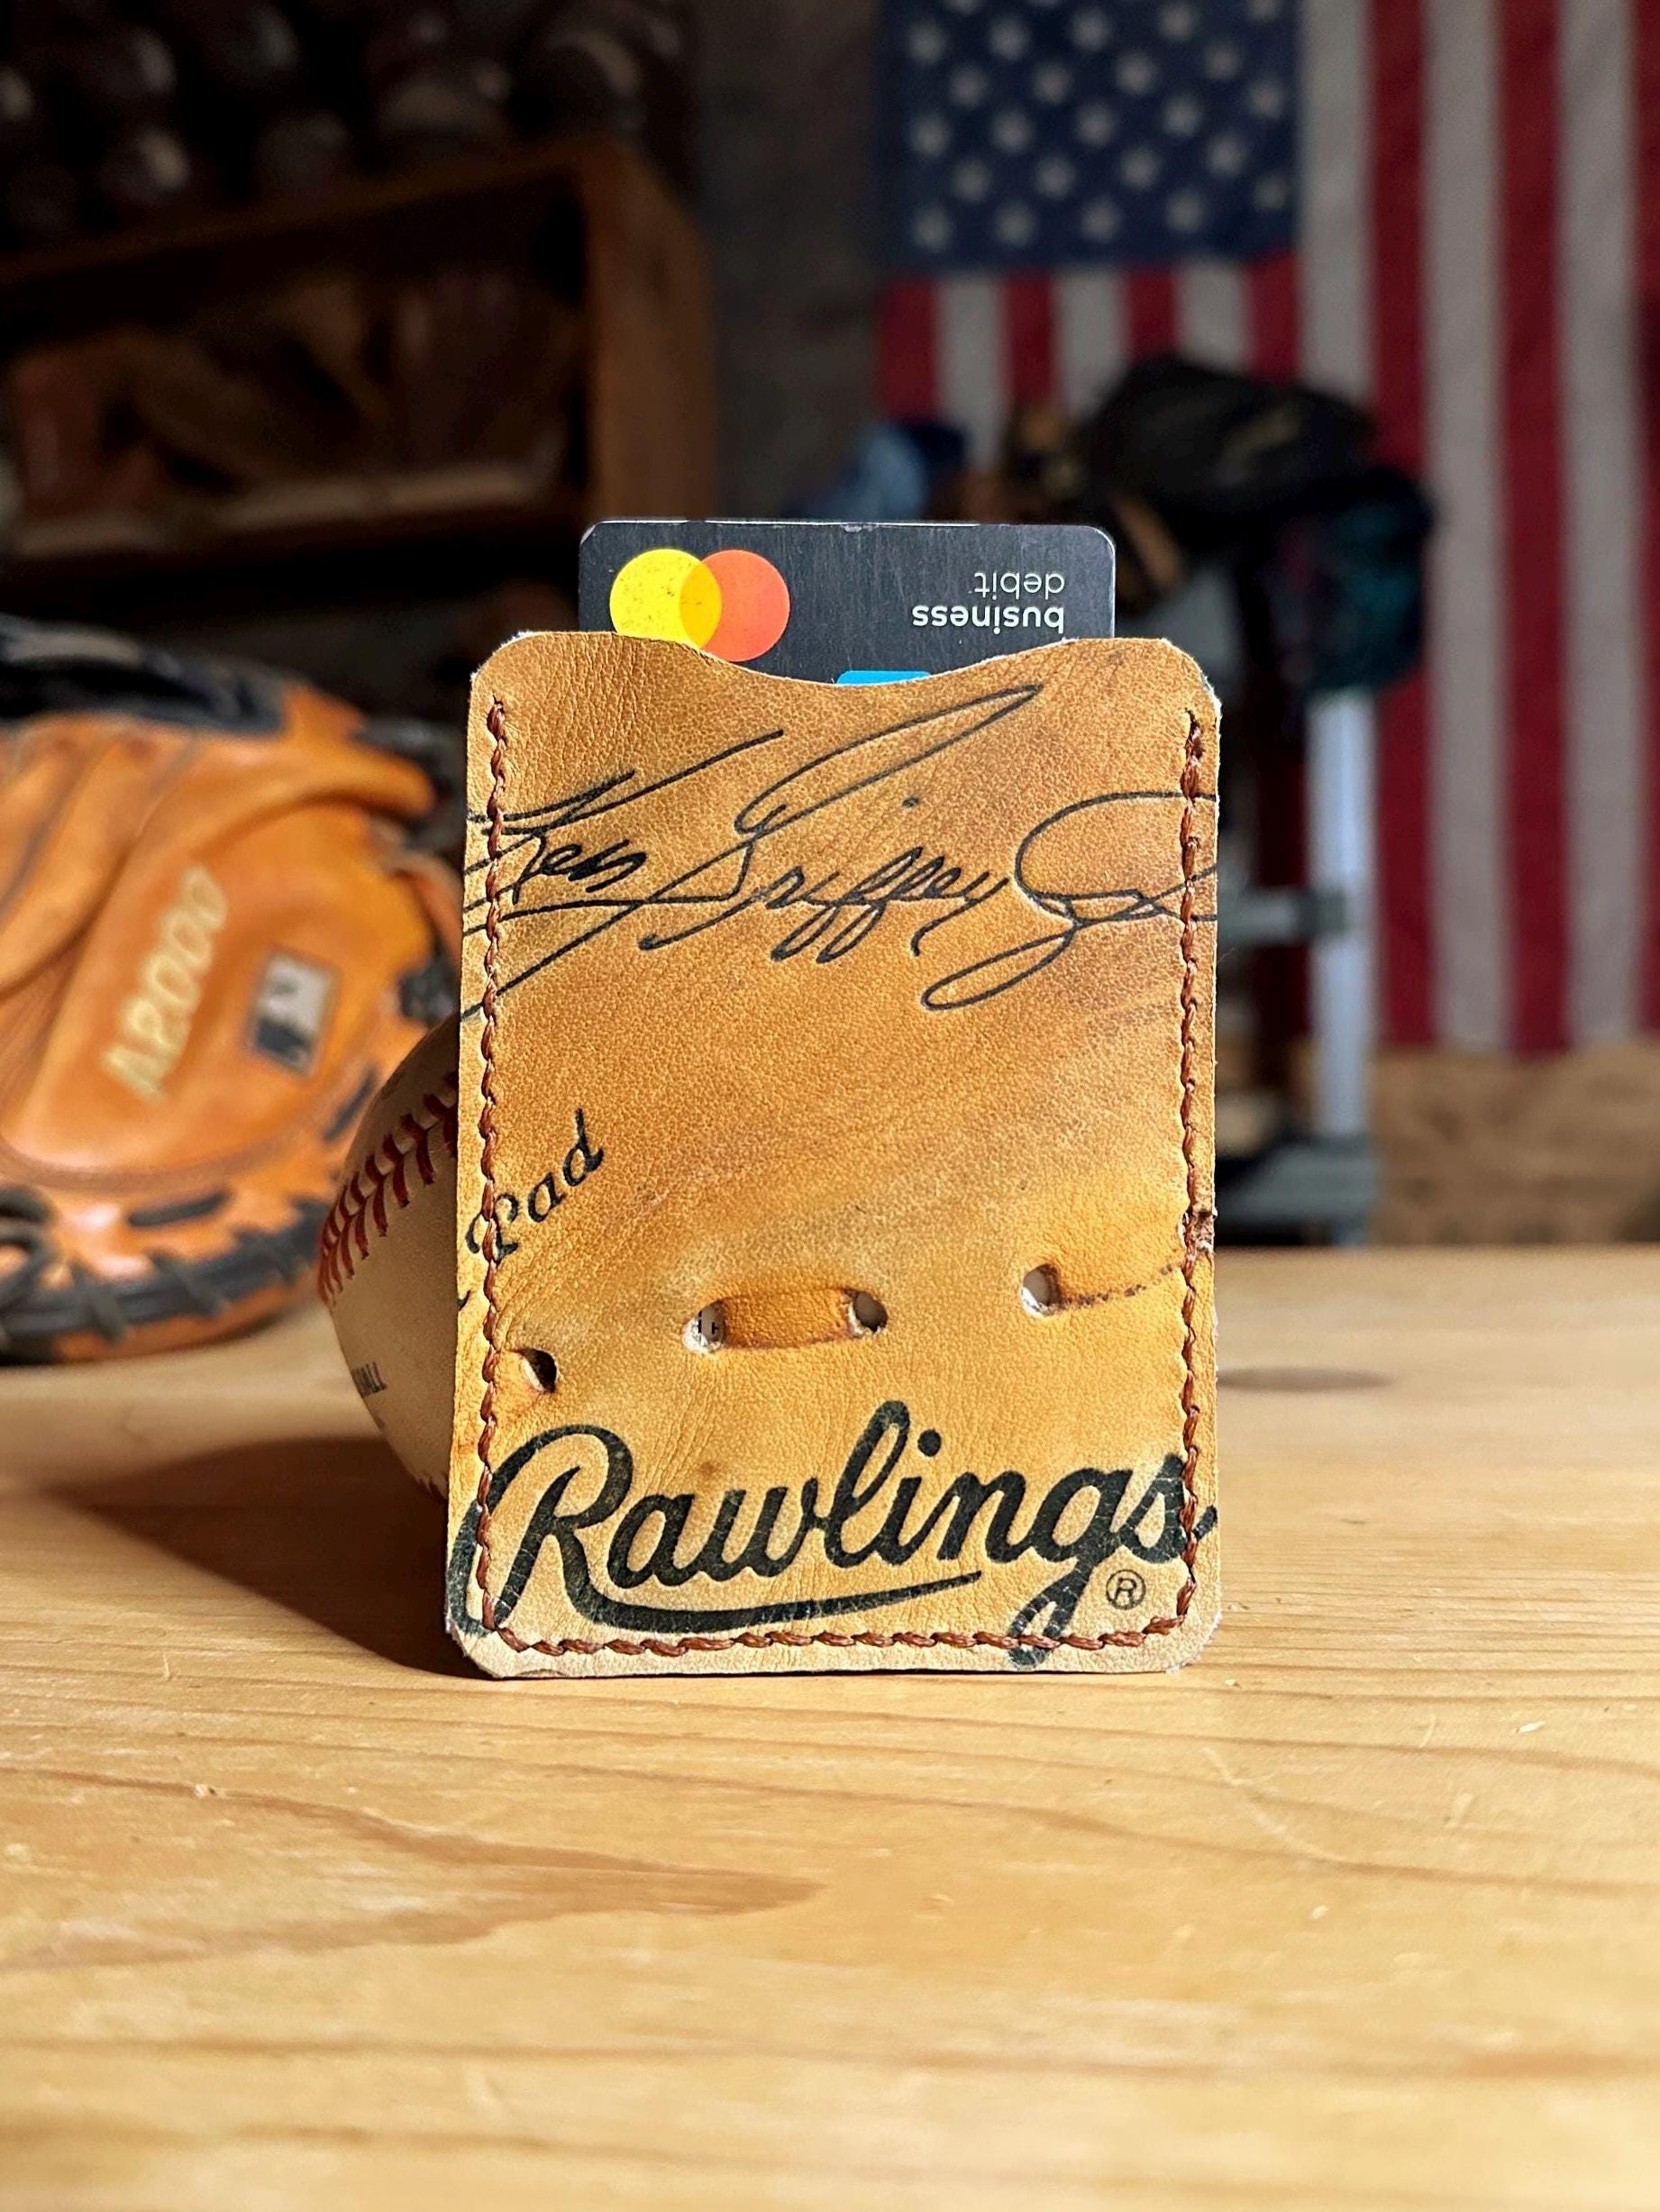 business
debit
Ken Griffey Jr
Pad
Rawlings
®
A2000